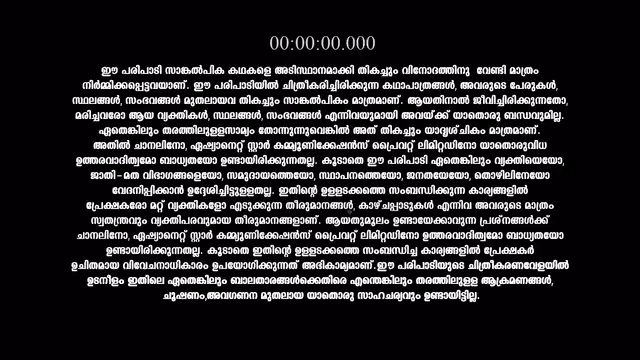 00:00:00.000
ഈ പരിപാടി സാങ്കൽപിക കഥകളെ അടിസ്ഥാനമാക്കി തികച്ചും വിനോദത്തിനു വേണ്ടി മാത്രം
നിർമ്മിക്കപ്പെട്ടവയാണ്. ഈ പരിപാടിയിൽ ചിത്രീകരിച്ചിരിക്കുന്ന കഥാപാത്രങ്ങൾ, അവരുടെ പേരുകൾ,
സ്ഥലങ്ങൾ, സംഭവങ്ങൾ മുതലായവ തികച്ചും സാങ്കൽപികം മാത്രമാണ്. ആയതിനാൽ ജീവിച്ചിരിക്കുന്നതോ,
മരിച്ചവരോ ആയ വ്യക്തികൾ, സ്ഥലങ്ങൾ, സംഭവങ്ങൾ എന്നിവയുമായി അവയ്ക്ക് യാതൊരു ബന്ധവുമില്ല.
ഏതെങ്കിലും തരത്തിലുള്ളസാമ്യം തോന്നുന്നുവെങ്കിൽ അത് തികച്ചും യാദൃശ്ചികം മാത്രമാണ്.
അതിൽ ചാനലിനോ, ഏഷ്യാനെറ്റ് സ്റ്റാർ കമ്മ്യൂണിക്കേഷൻസ് പ്രൈവറ്റ് ലിമിറ്റഡിനോ യാതൊരുവിധ
ഉത്തരവാദിത്വമോ ബാധ്യതയോ ഉണ്ടായിരിക്കുന്നതല്ല. കൂടാതെ ഈ പരിപാടി ഏതെങ്കിലും വ്യക്തിയെയോ,
ജാതി-മത വിഭാഗങ്ങളെയോ, സമുദായത്തെയോ, സ്ഥാപനത്തെയോ, ജനതയേയോ, തൊഴിലിനേയോ
വേദനിപ്പിക്കാൻ ഉദ്ദേശിച്ചിട്ടുള്ളതല്ല. ഇതിന്റെ ഉള്ളടക്കത്തെ സംബന്ധിക്കുന്ന കാര്യങ്ങളിൽ
പ്രേക്ഷകരോ മറ്റ് വ്യക്തികളോ എടുക്കുന്ന തീരുമാനങ്ങൾ, കാഴ്ചപ്പാടുകൾ എന്നിവ അവരുടെ മാത്രം
സ്വതന്ത്രവും വ്യക്തിപരവുമായ തീരുമാനങ്ങളാണ്. ആയതുമൂലം ഉണ്ടായേക്കാവുന്ന പ്രശ്നങ്ങൾക്ക്
ചാനലിനോ, ഏഷ്യാനെറ്റ് സ്റ്റാർ കമ്മ്യൂണിക്കേഷൻസ് പ്രൈവറ്റ് ലിമിറ്റഡിനോ ഉത്തരവാദിത്വമോ ബാധ്യതയോ
ഉണ്ടായിരിക്കുന്നതല്ല. കൂടാതെ ഇതിന്റെ ഉള്ളടക്കത്തെ സംബന്ധിച്ച കാര്യങ്ങളിൽ പ്രേക്ഷകർ
ഉചിതമായ വിവേചനാധികാരം ഉപയോഗിക്കുന്നത് അഭികാമ്യമാണ്.ഈ പരിപാടിയുടെ ചിത്രീകരണവേളയിൽ
ഉടനീളം ഇതിലെ ഏതെങ്കിലും ബാലതാരങ്ങൾക്കെതിരെ എന്തെങ്കിലും തരത്തിലുള്ള ആക്രമണങ്ങൾ,
ചൂഷണം,അവഗണന മുതലായ യാതൊരു സാഹചര്യവും ഉണ്ടായിട്ടില്ല.